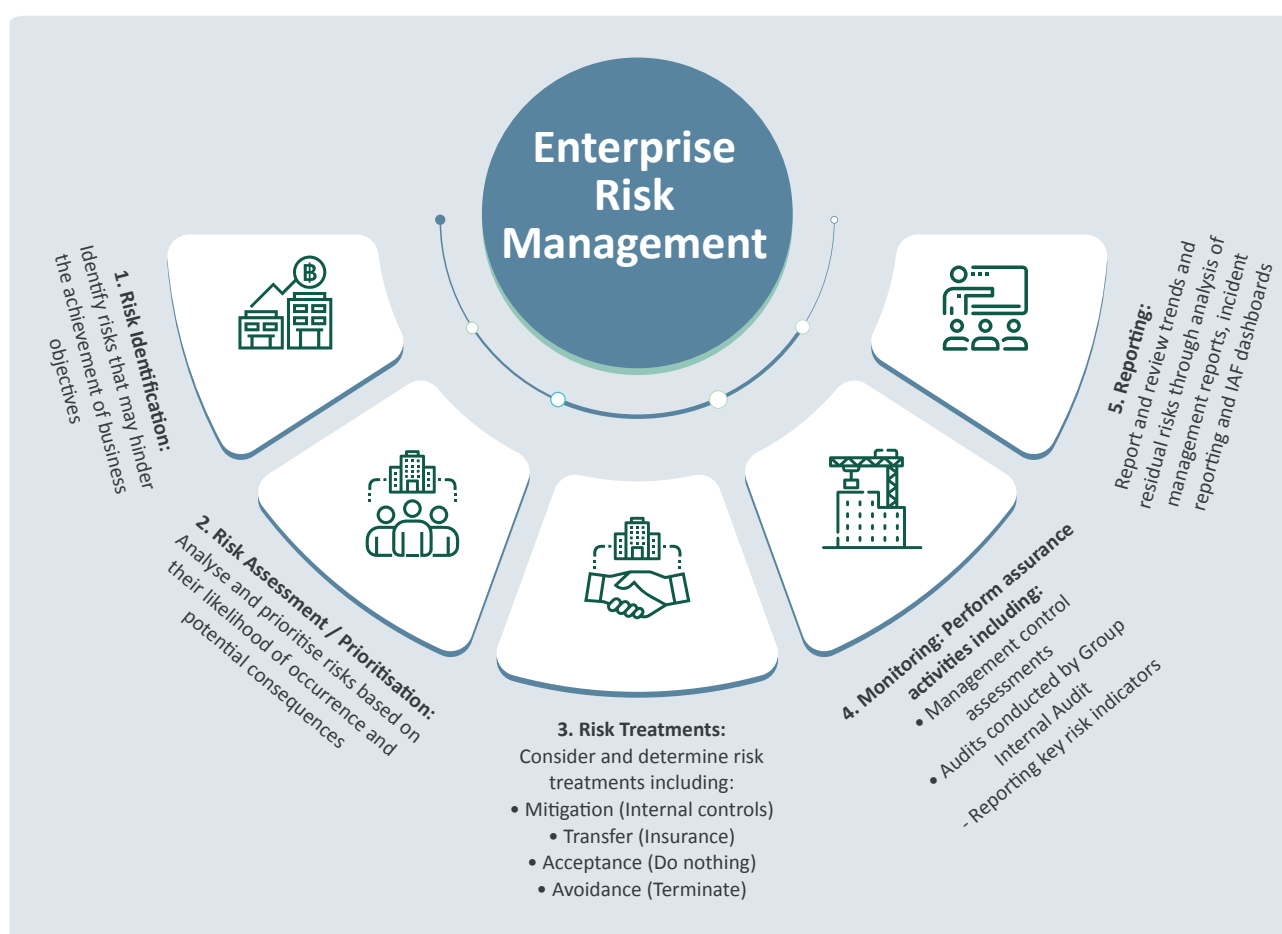 Enterprise
Risk
Management
฿
1. Risk Identification:
Identify risks that may hinder
the achievement of business
objectives
2. Risk Assessment / Prioritisation:
Analyse and prioritise risks based on
their likelihood of occurrence and
potential consequences
3. Risk Treatments:
Consider and determine risk
treatments including:
• Mitigation (Internal controls)
• Transfer (Insurance)
• Acceptance (Do nothing)
• Avoidance (Terminate)
4. Monitoring: Perform assurance
activities including:
• Management control
assessments
• Audits conducted by Group
Internal Audit
- Reporting key risk indicators
5. Reporting:
Report and review trends and
residual risks through analysis of
management reports, incident
reporting and IAF dashboards